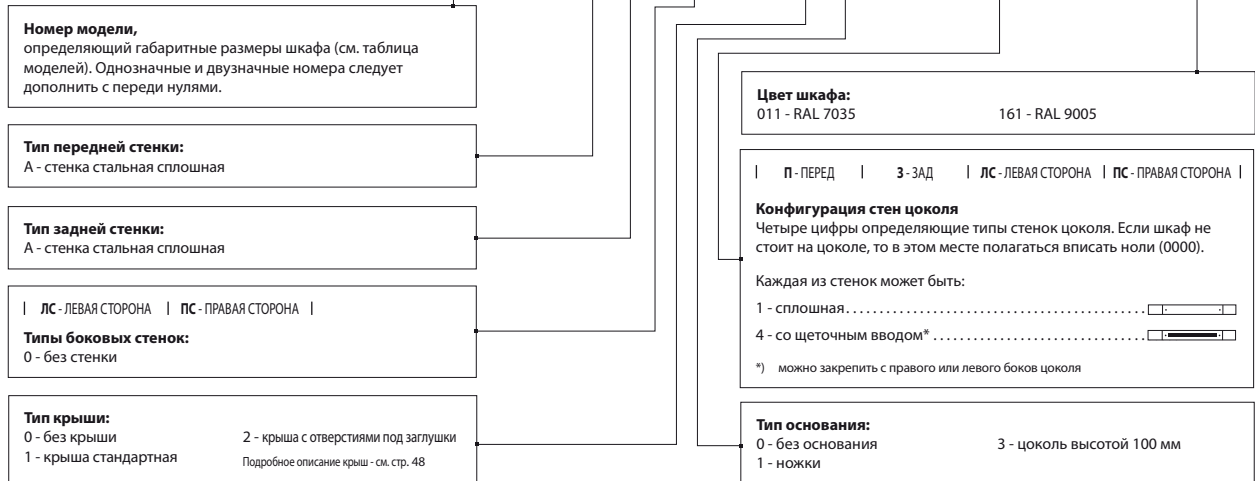 Номер модели,
определяющий габаритные размеры шкафа (см. таблица
моделей). Однозначные и двузначные номера следует
дополнить с переди нулями.
Тип передней стенки:
А - стенка стальная сплошная
Тип задней стенки:
А - стенка стальная сплошная
| ЛС - ЛЕВАЯ СТОРОНА | ПС - ПРАВАЯ СТОРОНА |
Типы боковых стенок:
0 - без стенки
Тип крыши:
0 - без крыши
1 - крыша стандартная
2 - крыша с отверстиями под заглушки
Подробное описание крыш - см. стр. 48
Цвет шкафа:
011 - RAL 7035 161 - RAL 9005
| П - ПЕРЕД | З - ЗАД | ЛС - ЛЕВАЯ СТОРОНА | ПС - ПРАВАЯ СТОРОНА |
Конфигурация стен цоколя
Четыре цифры определяющие типы стенок цоколя. Если шкаф не
стоит на цоколе, то в этом месте полагаться вписать ноли (0000).
Каждая из стенок может быть:
1 - сплошная
4 - со щеточным вводом*
*) можно закрепить с правого или левого боков цоколя
Тип основания:
0 - без основания 3 - цоколь высотой 100 мм
1 - ножки